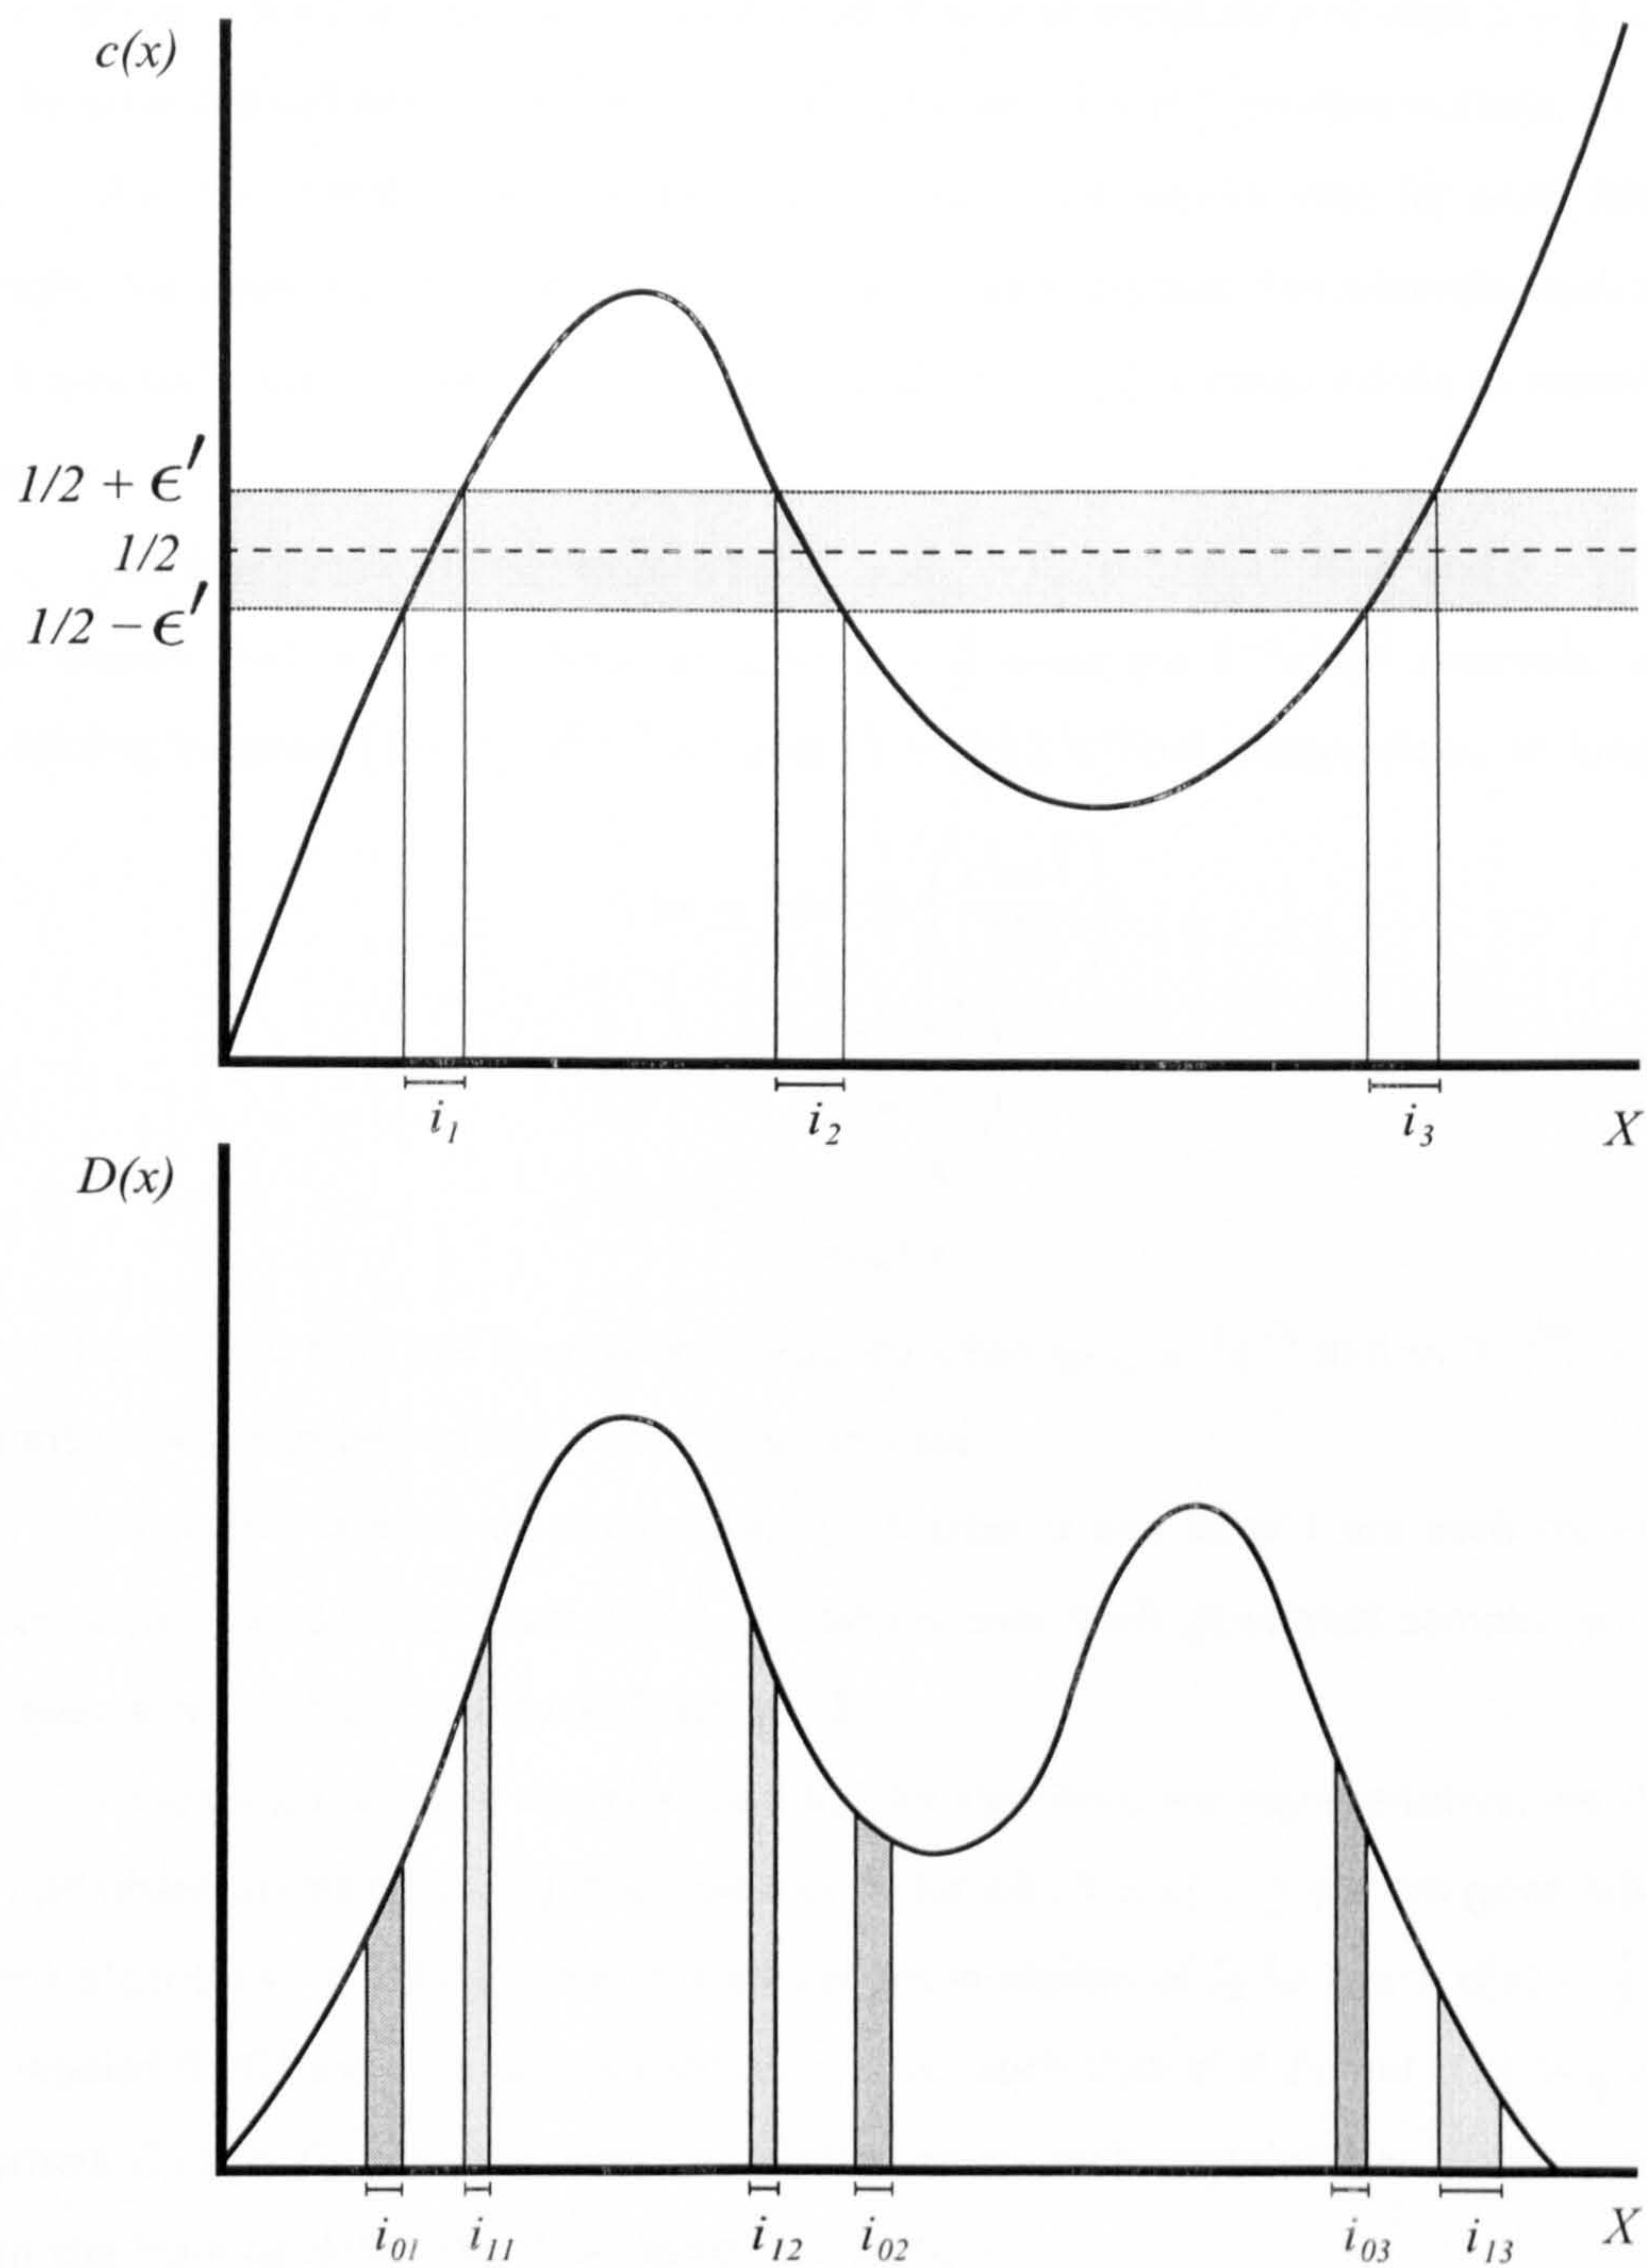 c(x)
1/2 + ϵ′
1/2
1/2 − ϵ′
i₁ i₂ i₃ X
D(x)
i₀₁ i₁₁ i₁₂ i₀₂ i₀₃ i₁₃ X